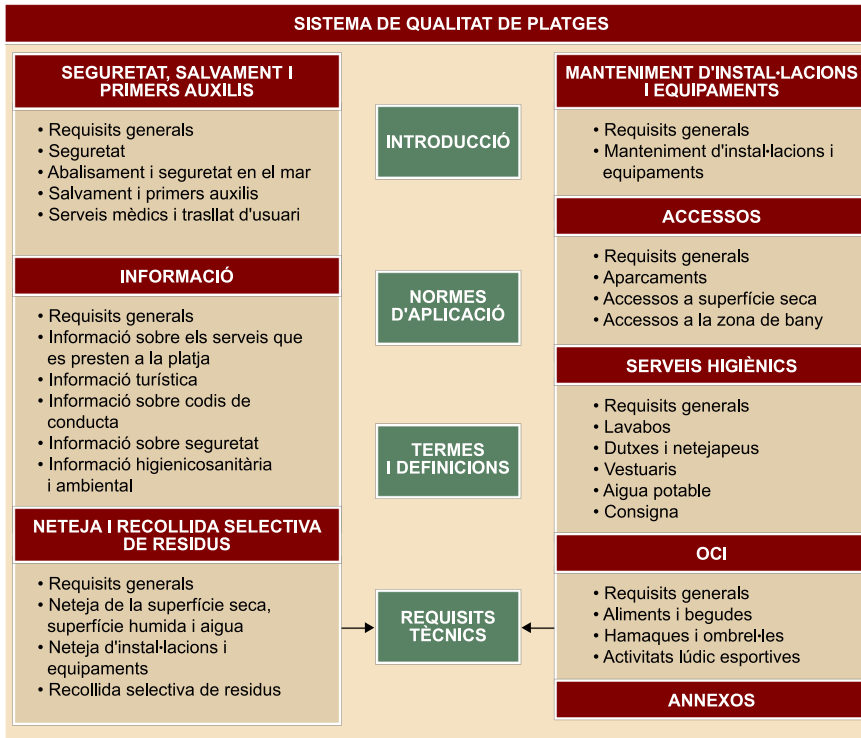 SISTEMA DE QUALITAT DE PLATGES
SEGURETAT, SALVAMENT I
PRIMERS AUXILIS
• Requisits generals
• Seguretat
• Abalisament i seguretat en el mar
• Salvament i primers auxilis
• Serveis mèdics i trasllat d'usuari
INFORMACIÓ
• Requisits generals
• Informació sobre els serveis que
es presten a la platja
• Informació turística
• Informació sobre codis de
conducta
• Informació sobre seguretat
• Informació higienicosanitària
i ambiental
NETEJA I RECOLLIDA SELECTIVA
DE RESIDUS
• Requisits generals
• Neteja de la superfície seca,
superfície humida i aigua
• Neteja d'instal·lacions i
equipaments
• Recollida selectiva de residus
INTRODUCCIÓ
NORMES
D'APLICACIÓ
TERMES
I DEFINICIONS
REQUISITS
TÈCNICS
MANTENIMENT D'INSTAL·LACIONS
I EQUIPAMENTS
• Requisits generals
• Manteniment d'instal·lacions i
equipaments
ACCESSOS
• Requisits generals
• Aparcaments
• Accessos a superfície seca
• Accessos a la zona de bany
SERVEIS HIGIÈNICS
• Requisits generals
• Lavabos
• Dutxes i netejapeus
• Vestuaris
• Aigua potable
• Consigna
OCI
• Requisits generals
• Aliments i begudes
• Hamaques i ombrel·les
• Activitats lúdic esportives
ANNEXOS